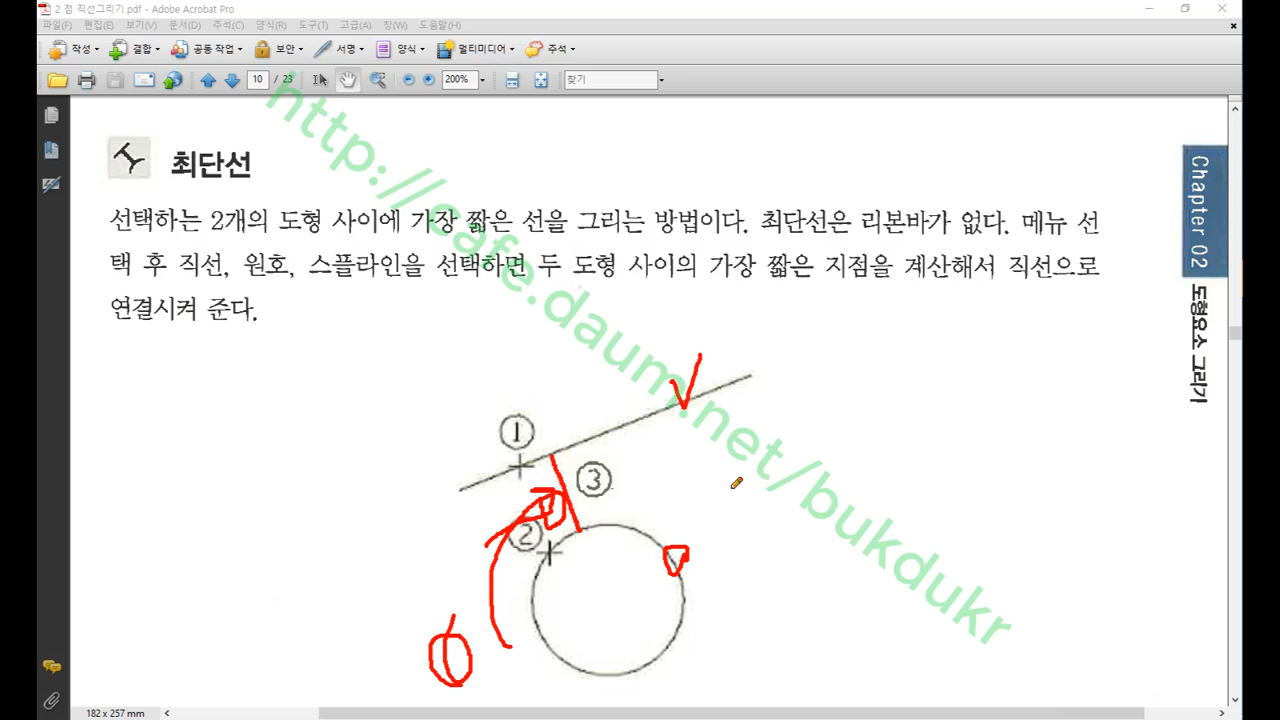 2 점 직선그리기.pdf - Adobe Acrobat Pro
파일(F) 편집(E) 보기(V) 문서(D) 주석(C) 양식(R) 도구(T) 고급(A) 창(W) 도움말(H)
작성 결합 공동 작업 보안 서명 양식 멀티미디어 주석
10 / 23 200% 찾기
최단선
선택하는 2개의 도형 사이에 가장 짧은 선을 그리는 방법이다. 최단선은 리본바가 없다. 메뉴 선
택 후 직선, 원호, 스플라인을 선택하면 두 도형 사이의 가장 짧은 지점을 계산해서 직선으로
연결시켜 준다.
①
③
②
http://cafe.daum.net/bukdukr
Chapter 02 도형요소 그리기
182 x 257 mm